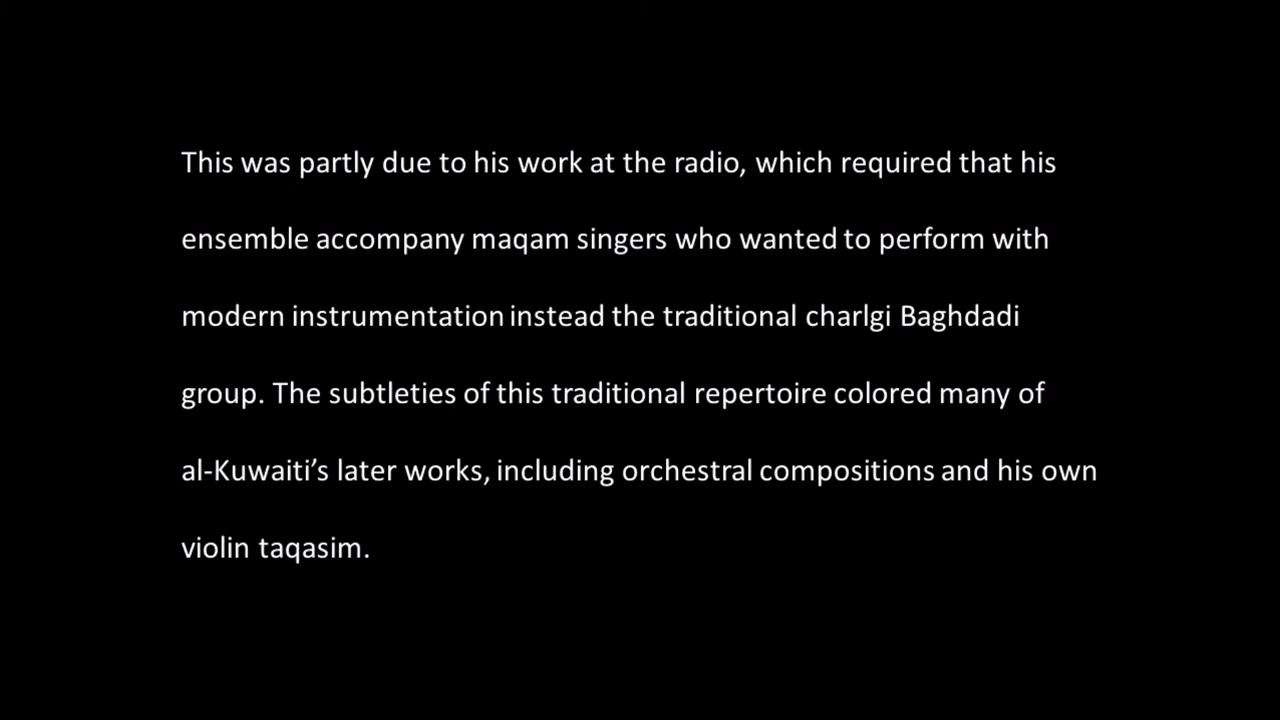 This was partly due to his work at the radio, which required that his
ensemble accompany maqam singers who wanted to perform with
modern instrumentation instead the traditional charlgi Baghdadi
group. The subtleties of this traditional repertoire colored many of
al-Kuwaiti’s later works, including orchestral compositions and his own
violin taqasim.